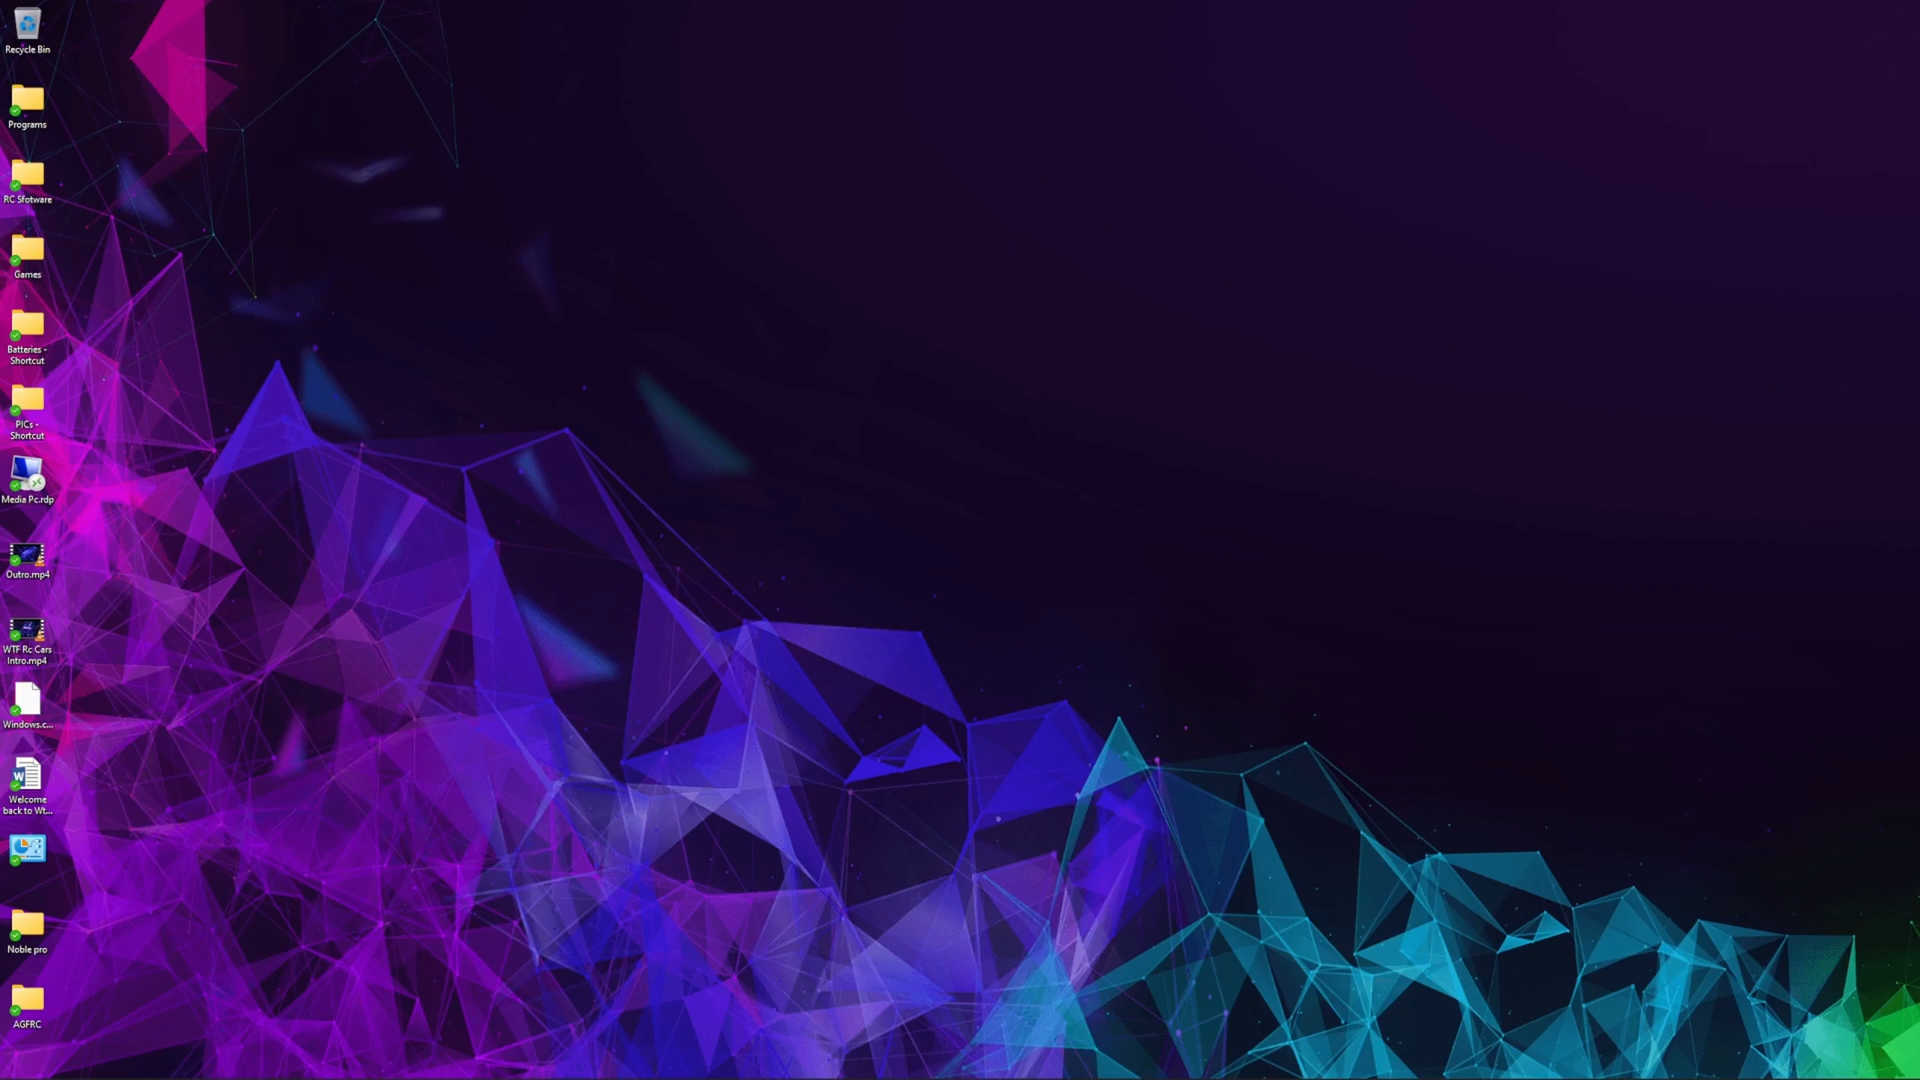 Recycle Bin
Programs
RC Sfotware
Games
Batteries -
Shortcut
PICs -
Shortcut
Media Pc.rdp
Outro.mp4
WTF Rc Cars
Intro.mp4
Windows.c...
W
Welcome
back to Wt...
Noble pro
AGFRC